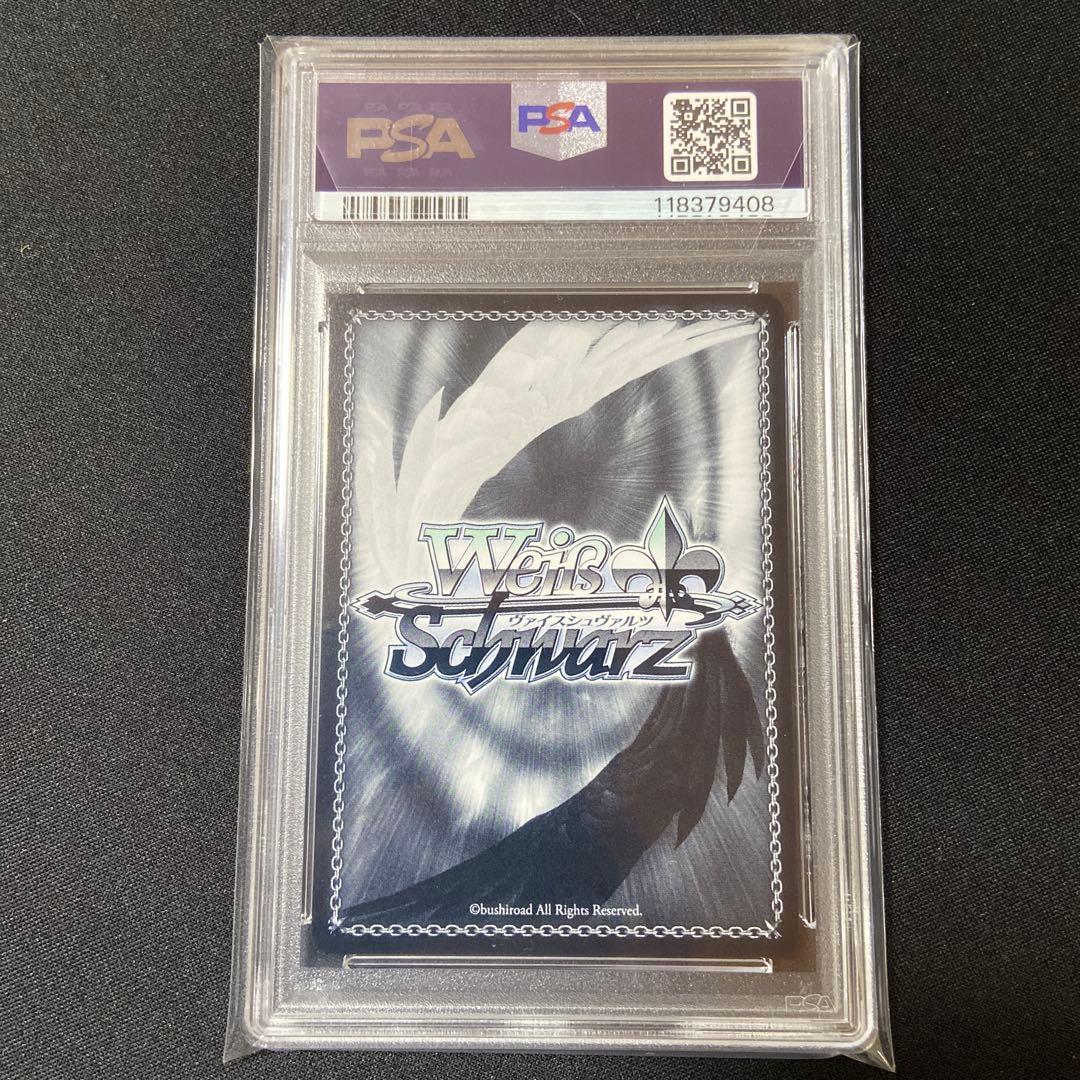 PSA
PSA
118379408
Weiß
ヴァイスシュヴァルツ
Schwarz
©bushiroad All Rights Reserved.
PSA